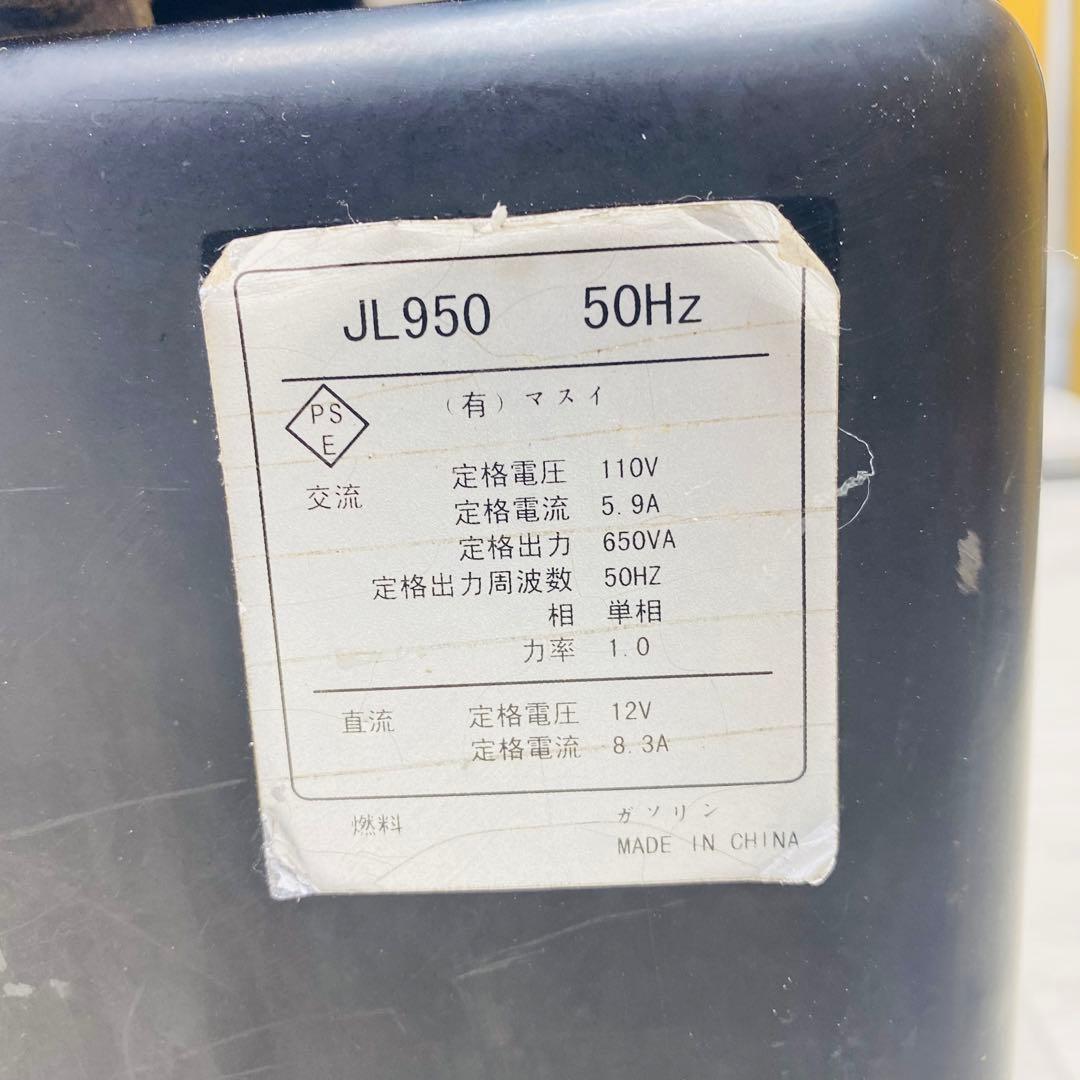 JL950 50Hz
PS
E
(有)マスイ
交流
定格電圧 110V
定格電流 5.9A
定格出力 650VA
定格出力周波数 50HZ
相 単相
力率 1.0
直流 定格電圧 12V
定格電流 8.3A
燃料 ガソリン
MADE IN CHINA